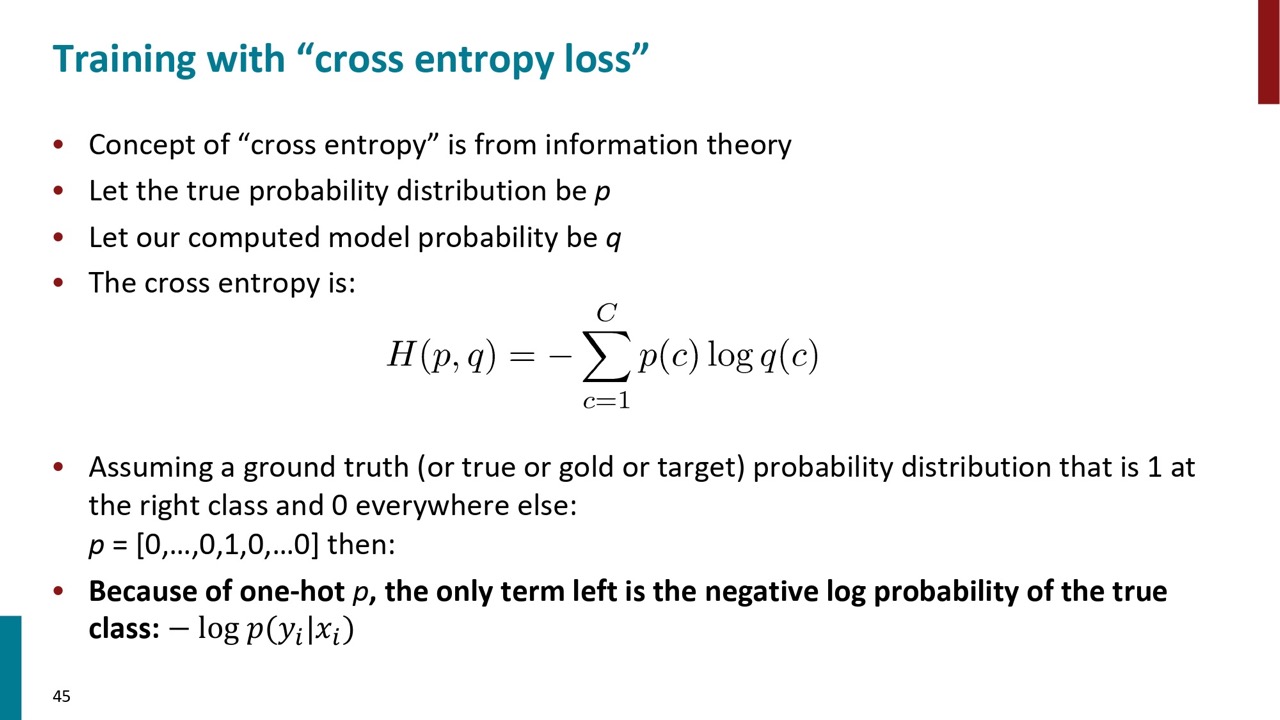 Training with “cross entropy loss”
• Concept of “cross entropy” is from information theory
• Let the true probability distribution be p
• Let our computed model probability be q
• The cross entropy is:
H(p, q) = − ∑_{c=1}^{C} p(c) log q(c)
• Assuming a ground truth (or true or gold or target) probability distribution that is 1 at
the right class and 0 everywhere else:
p = [0,…,0,1,0,…0] then:
• Because of one-hot p, the only term left is the negative log probability of the true
class: − log p(y_i|x_i)
45